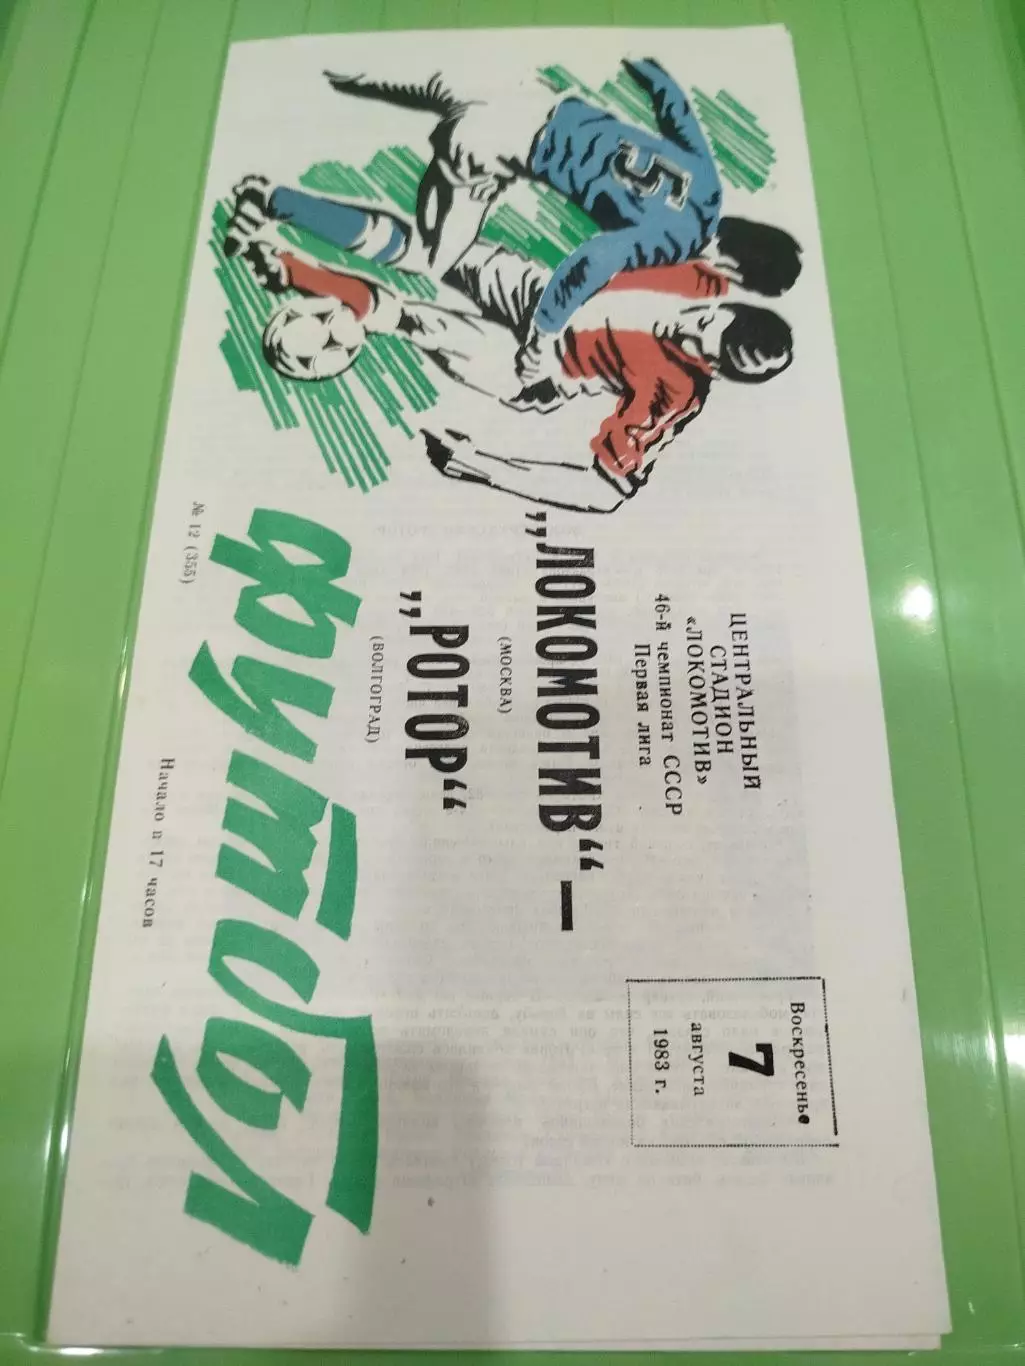 5
ЦЕНТРАЛЬНЫЙ
СТАДИОН
«ЛОКОМОТИВ»
46-й чемпионат СССР
Первая лига
Воскресенье
7
августа
1983 г.
„ЛОКОМОТИВ“ —
(МОСКВА)
„РОТОР“
(ВОЛГОГРАД)
футбол
№ 12 (355)
Начало в 17 часов